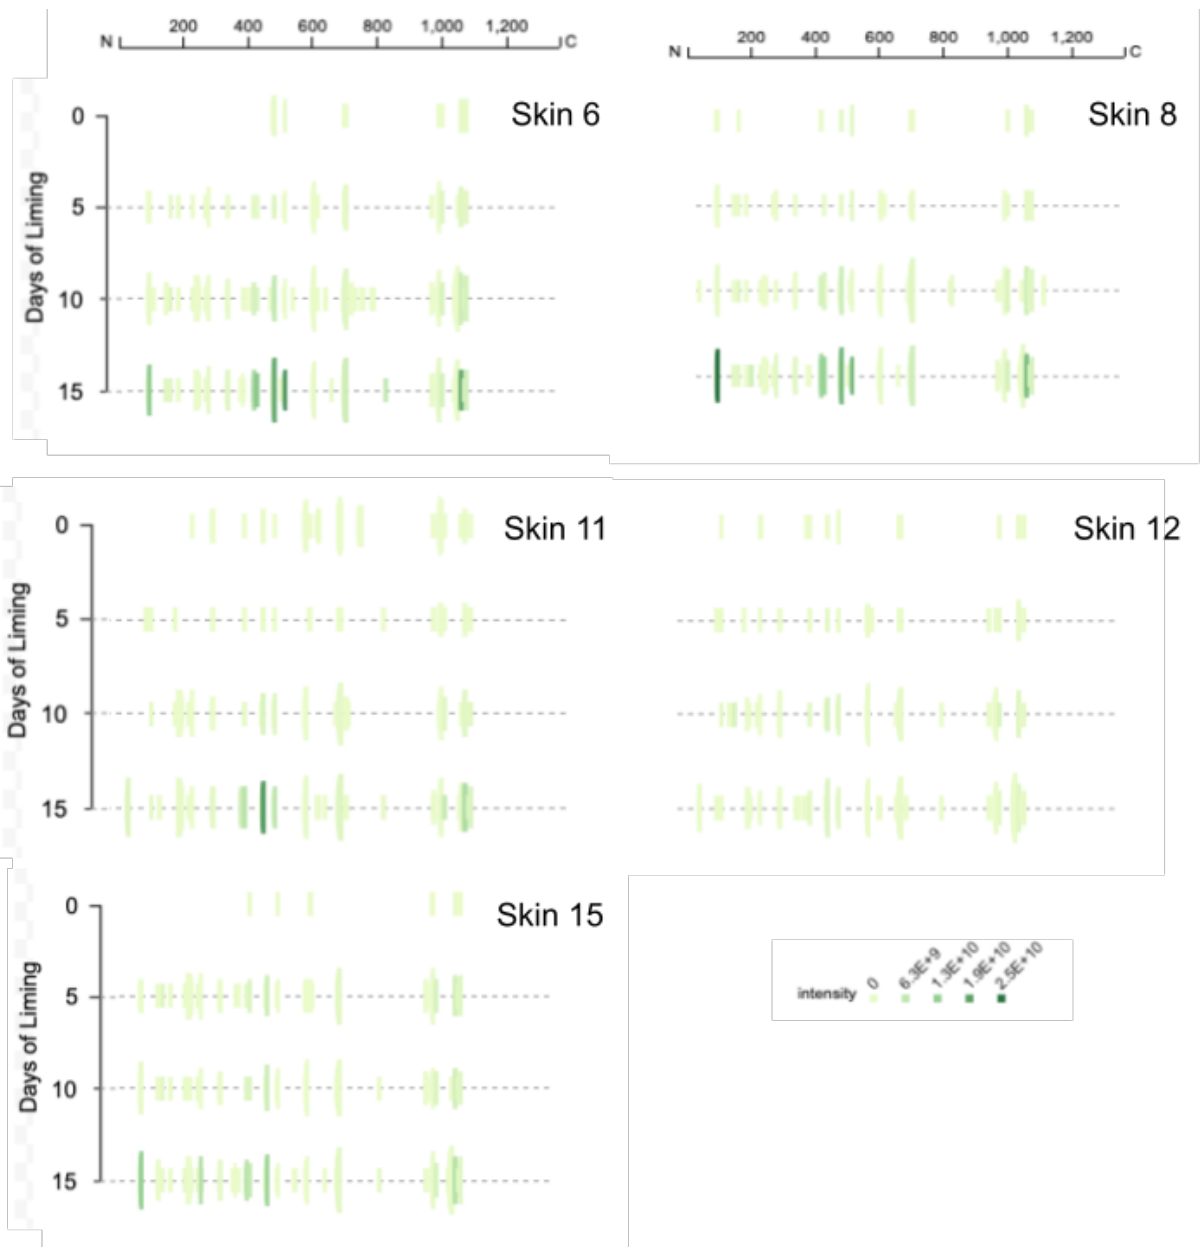 200 400 600 800 1,000 1,200
N C
200 400 600 800 1,000 1,200
N C
Skin 6
Skin 8
0
5
10
15
Days of Liming
Skin 11
Skin 12
0
5
10
15
Days of Liming
Skin 15
0
5
10
15
Days of Liming
intensity 0 6.3E+9 1.3E+10 1.9E+10 2.5E+10